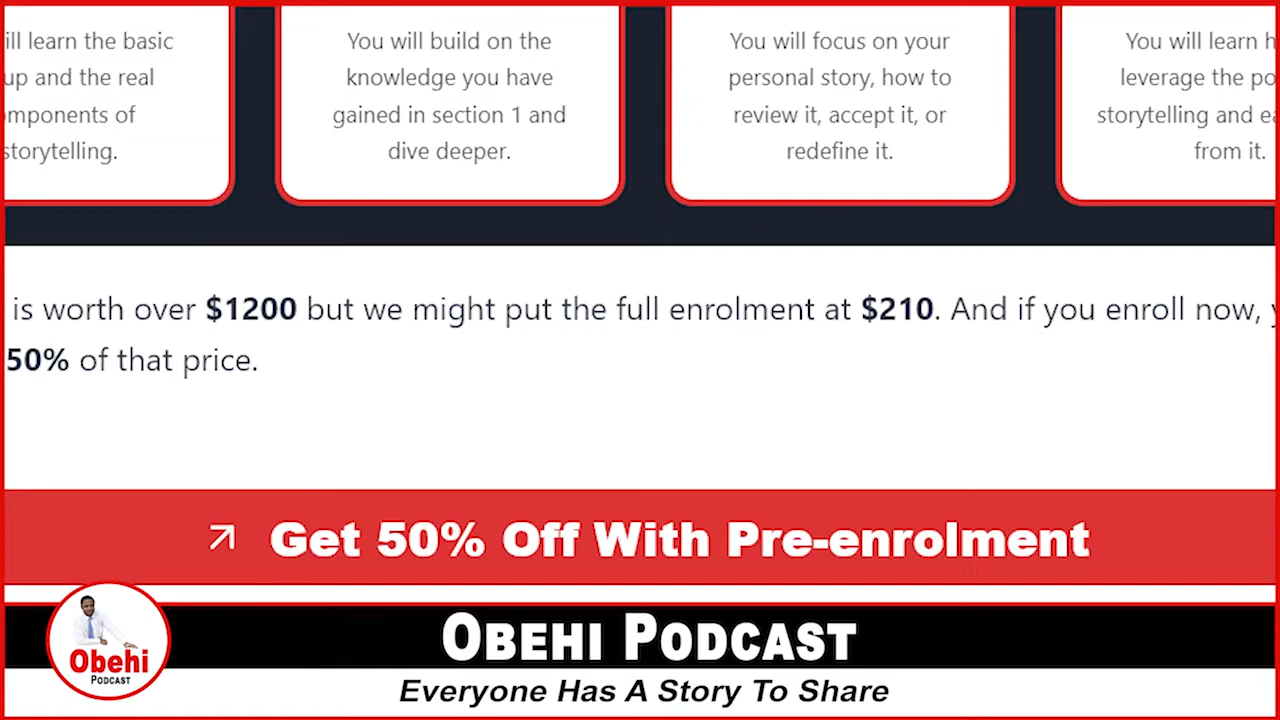 ill learn the basic
up and the real
mponents of
storytelling.
You will build on the
knowledge you have
gained in section 1 and
dive deeper.
You will focus on your
personal story, how to
review it, accept it, or
redefine it.
You will learn h
leverage the po
storytelling and ea
from it.
is worth over $1200 but we might put the full enrolment at $210. And if you enroll now, y
50% of that price.
Get 50% Off With Pre-enrolment
Obehi
PODCAST
OBEHI PODCAST
Everyone Has A Story To Share